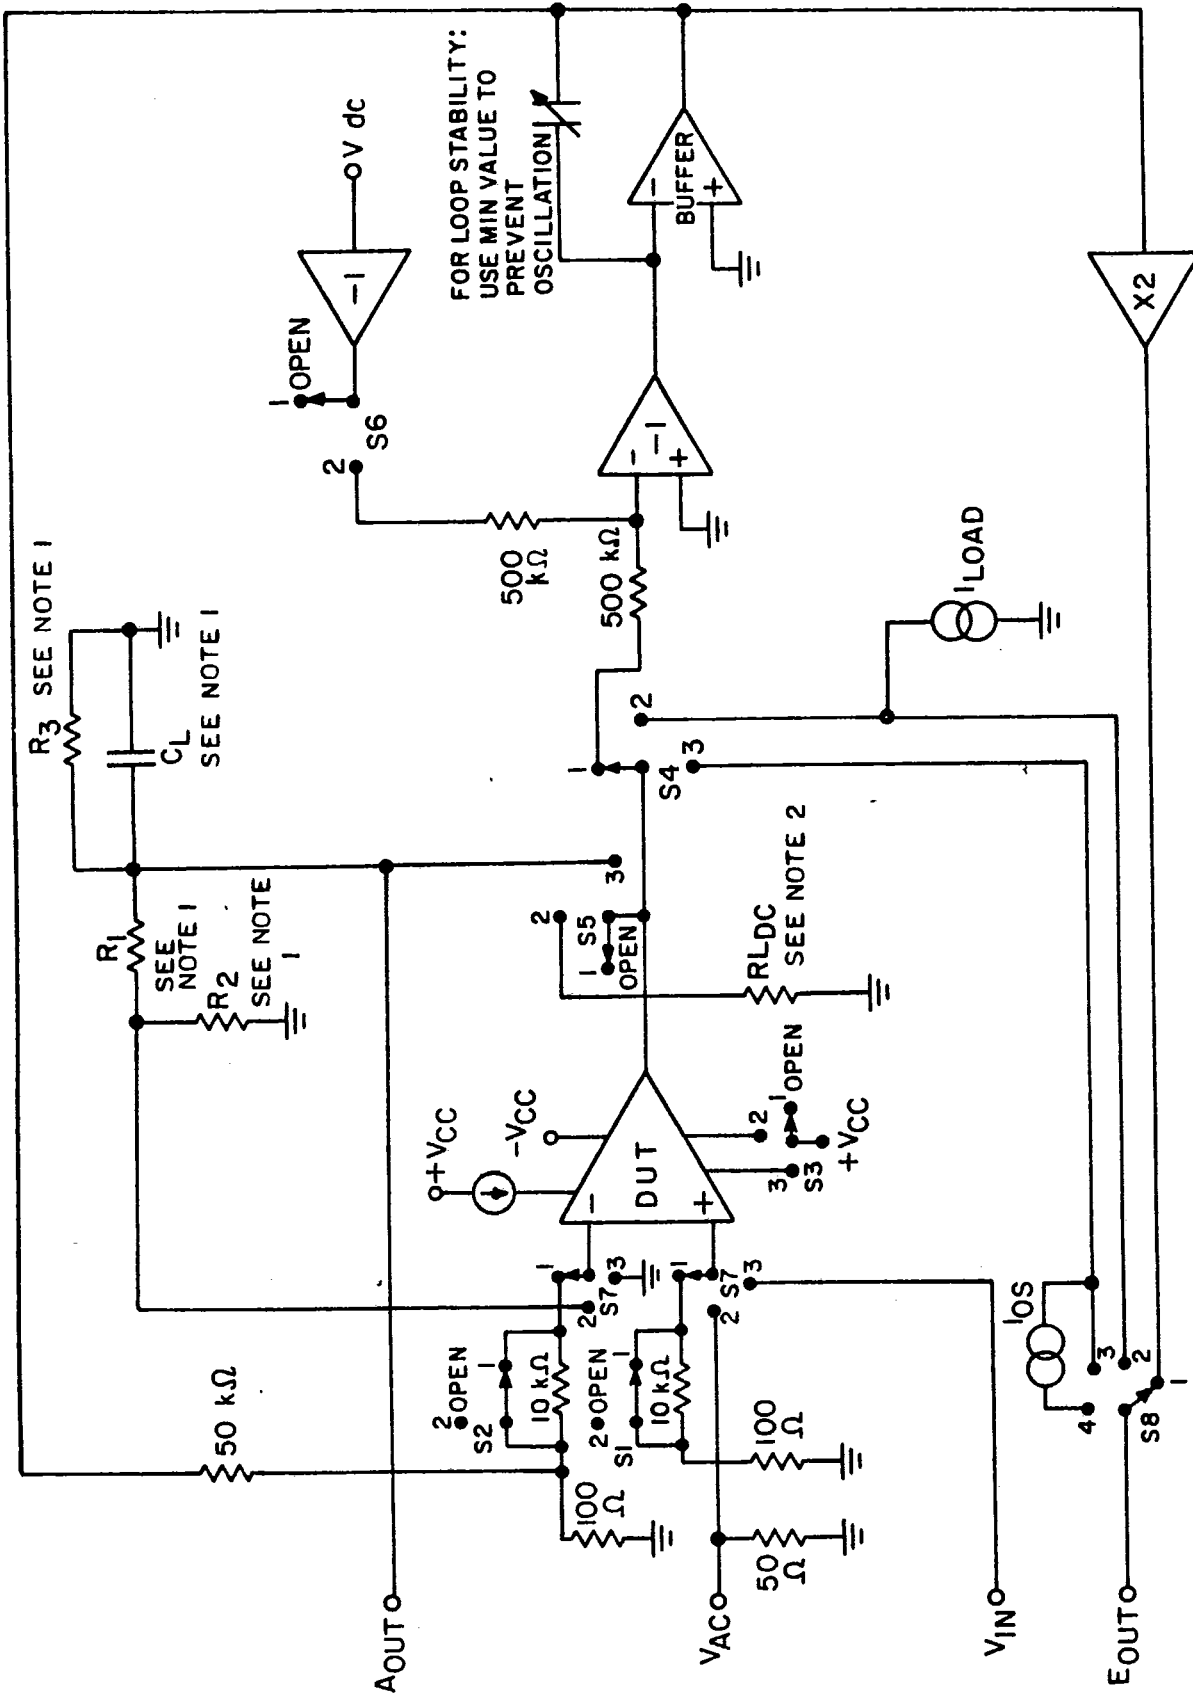 R3 SEE NOTE 1
CL
SEE NOTE 1
R1
SEE
NOTE 1
R2
SEE NOTE
1
50 kΩ
1 OPEN
2
S6
-1
V dc
500
kΩ
500 kΩ
FOR LOOP STABILITY:
USE MIN VALUE TO
PREVENT
OSCILLATION
-
-1
+
-
BUFFER
+
+VCC
-VCC
-
DUT
+
2
S5
1
OPEN
3
1
2
S4
3
RLDC
SEE NOTE 2
ILOAD
2 OPEN
S2
1
10 kΩ
1
2
S7
3
100
Ω
2 OPEN
S1
1
10 kΩ
1
2
S7
3
100
Ω
50
Ω
2
1 OPEN
3
S3
+VCC
AOUT
VAC
VIN
EOUT
IOS
4
3
2
1
S8
X2